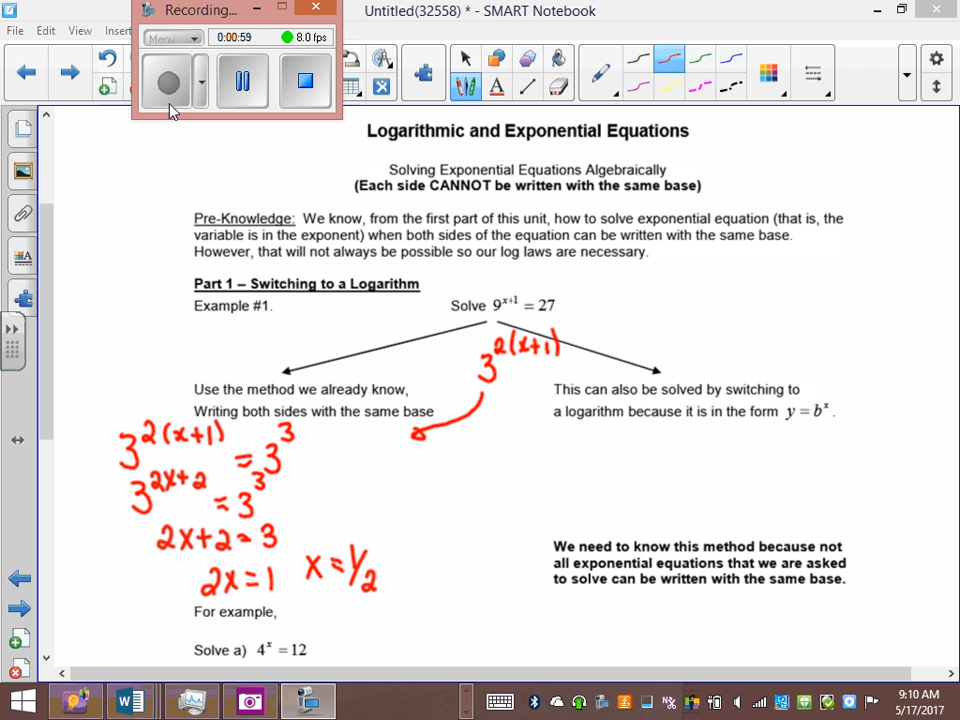 Recording...
Untitled(32558) * - SMART Notebook
File Edit View Insert
Menu 0:00:59 8.0 fps
Logarithmic and Exponential Equations
Solving Exponential Equations Algebraically
(Each side CANNOT be written with the same base)
Pre-Knowledge: We know, from the first part of this unit, how to solve exponential equation (that is, the
variable is in the exponent) when both sides of the equation can be written with the same base.
However, that will not always be possible so our log laws are necessary.
Part 1 – Switching to a Logarithm
Example #1. Solve 9^{x+1} = 27
3^{2(x+1)}
Use the method we already know,
Writing both sides with the same base
This can also be solved by switching to
a logarithm because it is in the form y = b^x .
3^{2(x+1)} = 3^3
3^{2x+2} = 3^3
2x+2=3
2x=1 x=1/2
We need to know this method because not
all exponential equations that we are asked
to solve can be written with the same base.
For example,
Solve a) 4^x = 12
9:10 AM
5/17/2017